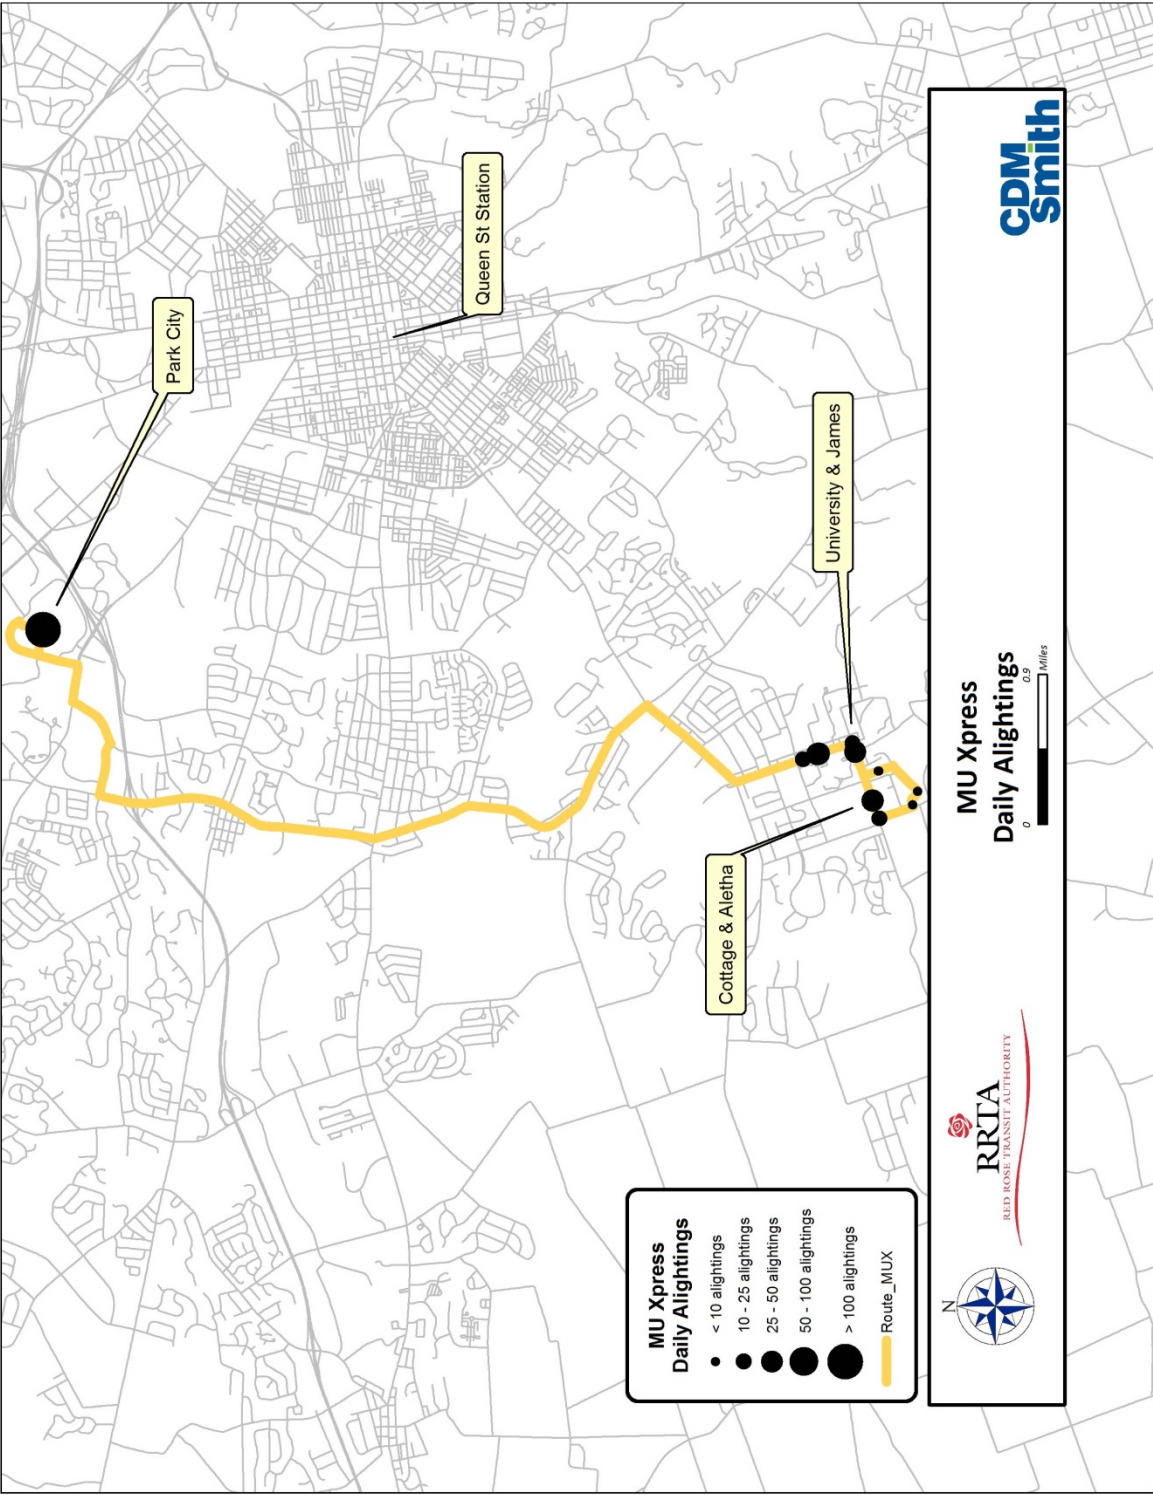 Park City
Queen St Station
University & James
Cottage & Aletha
MU Xpress
Daily Alightings
< 10 alightings
10 - 25 alightings
25 - 50 alightings
50 - 100 alightings
> 100 alightings
Route_MUX
N
RRTA
RED ROSE TRANSIT AUTHORITY
MU Xpress
Daily Alightings
0 0.9
Miles
CDM
Smith